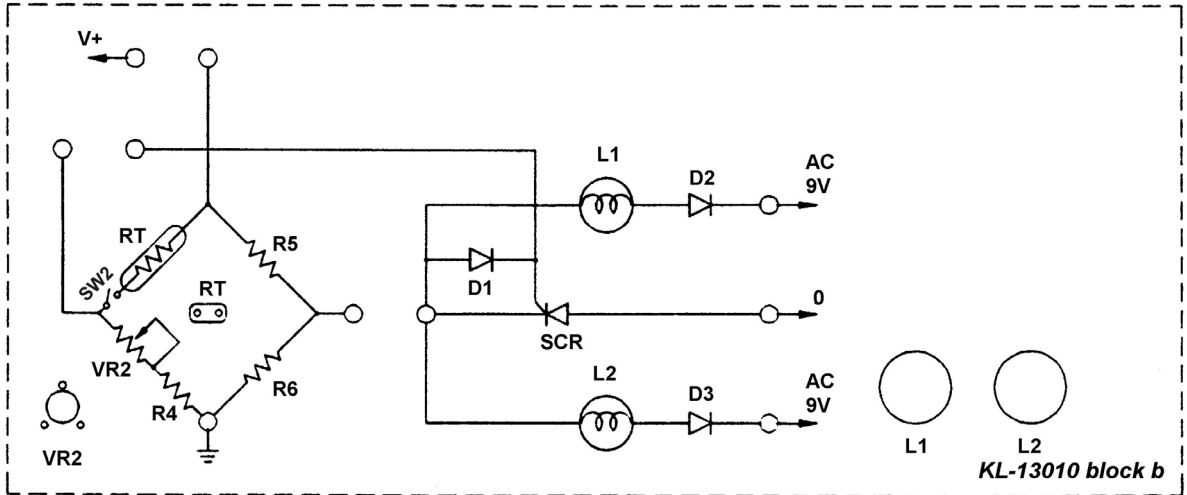 V+
L1
D2
AC
9V
RT
R5
SW2
D1
RT
0
SCR
VR2
R4
R6
L2
D3
AC
9V
VR2
L1
L2
KL-13010 block b